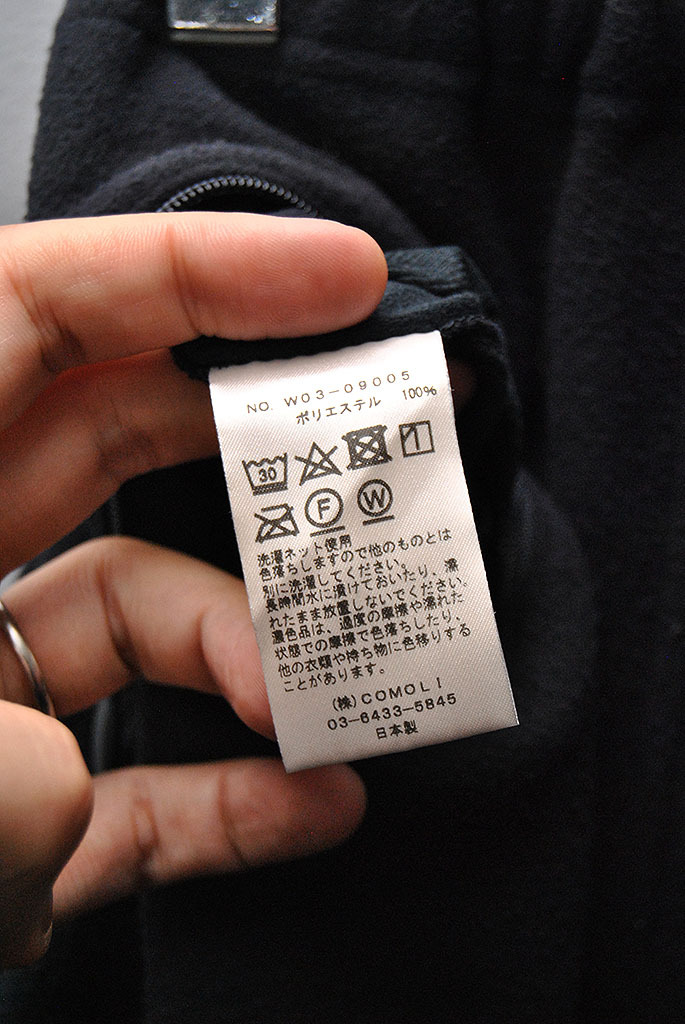 NO. W03-09005
ポリエステル 100%
30
F W
洗濯ネット使用
色落ちしますので他のものとは
別に洗濯してください。
長時間水に漬けておいたり、濡
れたまま放置しないでください。
濃色品は、過度の摩擦や濡れた
状態での摩擦で色落ちしたり、
他の衣類や持ち物に色移りする
ことがあります。
(株)COMOLI
03-6433-5845
日本製